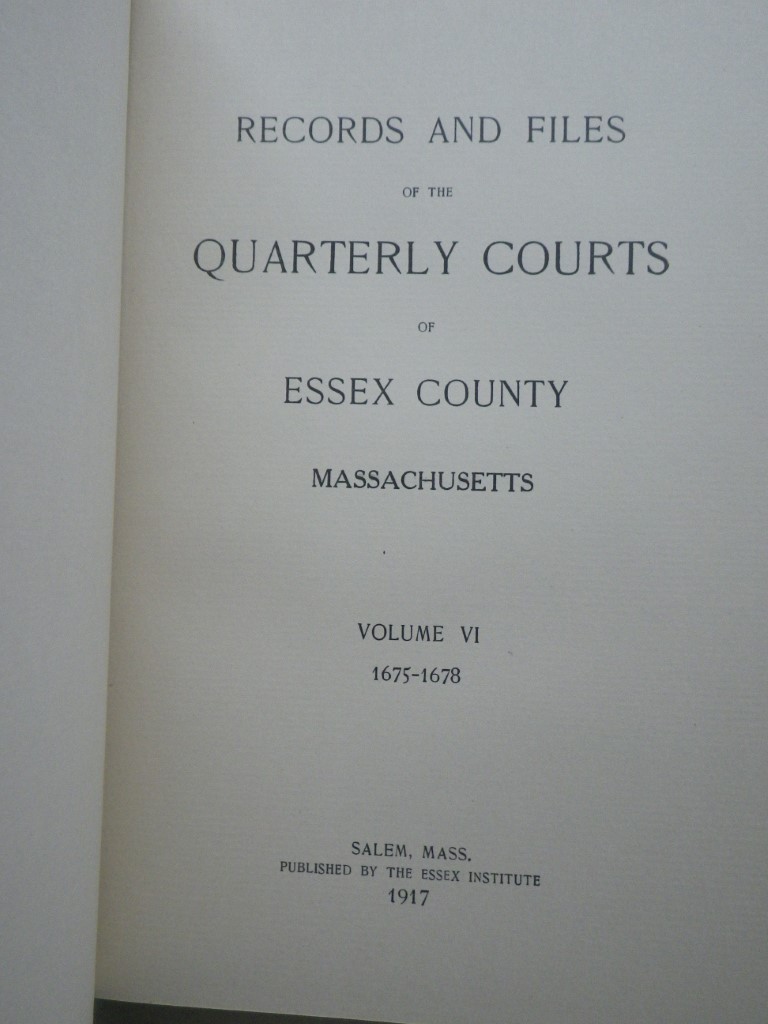 RECORDS AND FILES
OF THE
QUARTERLY COURTS
OF
ESSEX COUNTY
MASSACHUSETTS
VOLUME VI
1675-1678
SALEM, MASS.
PUBLISHED BY THE ESSEX INSTITUTE
1917